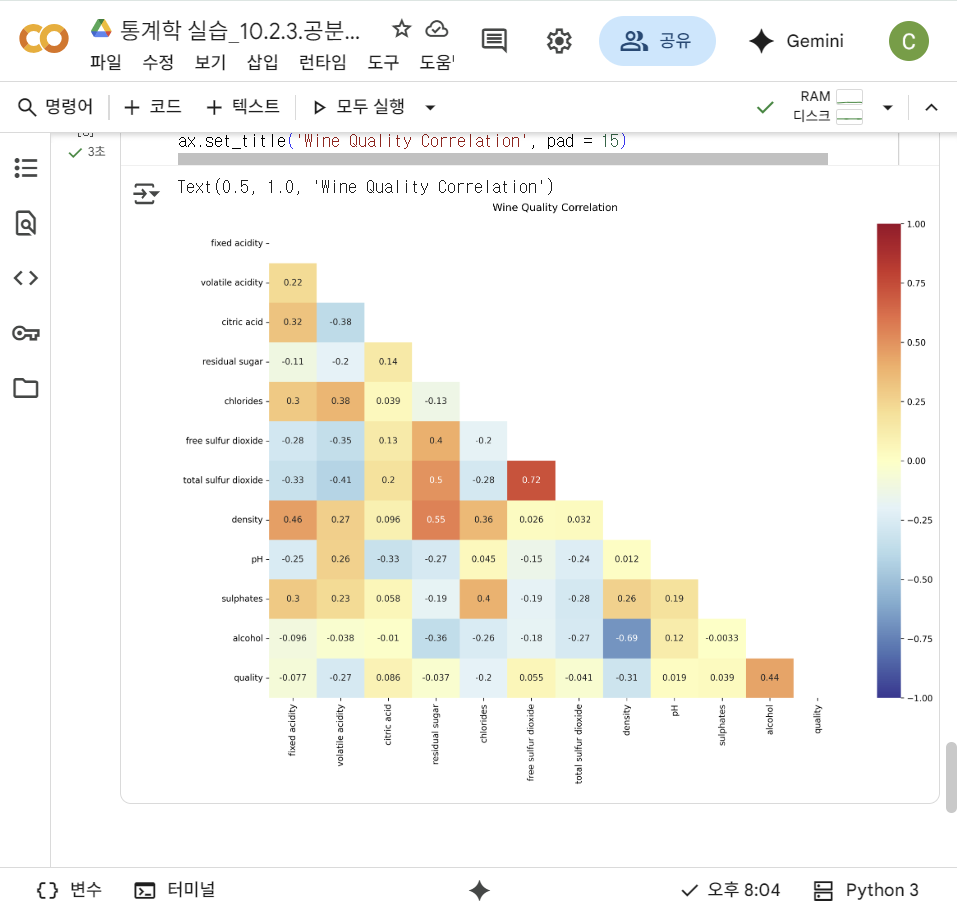 통계학 실습_10.2.3.공분...
공유
Gemini
C
파일 수정 보기 삽입 런타임 도구 도움
명령어 + 코드 + 텍스트 모두 실행
RAM
디스크
3초
ax.set_title('Wine Quality Correlation', pad = 15)
Text(0.5, 1.0, 'Wine Quality Correlation')
Wine Quality Correlation
fixed acidity
volatile acidity 0.22
citric acid 0.32 -0.38
residual sugar -0.11 -0.2 0.14
chlorides 0.3 0.38 0.039 -0.13
free sulfur dioxide -0.28 -0.35 0.13 0.4 -0.2
total sulfur dioxide -0.33 -0.41 0.2 0.5 -0.28 0.72
density 0.46 0.27 0.096 0.55 0.36 0.026 0.032
pH -0.25 0.26 -0.33 -0.27 0.045 -0.15 -0.24 0.012
sulphates 0.3 0.23 0.058 -0.19 0.4 -0.19 -0.28 0.26 0.19
alcohol -0.096 -0.038 -0.01 -0.36 -0.26 -0.18 -0.27 -0.69 0.12 -0.0033
quality -0.077 -0.27 0.086 -0.037 -0.2 0.055 -0.041 -0.31 0.019 0.039 0.44
fixed acidity
volatile acidity
citric acid
residual sugar
chlorides
free sulfur dioxide
total sulfur dioxide
density
pH
sulphates
alcohol
quality
1.00
0.75
0.50
0.25
0.00
−0.25
−0.50
−0.75
−1.00
변수 터미널 오후 8:04 Python 3